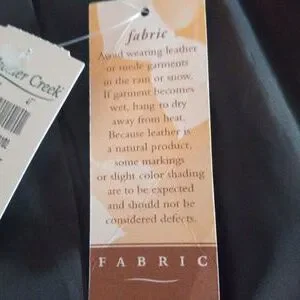 fabric
Avoid wearing leather
or suede garments
in the rain or snow.
If garment becomes
wet, hang to dry
away from heat.
Because leather is
a natural product,
some markings
or slight color shading
are to be expected
and should not be
considered defects.
FABRIC
Creek